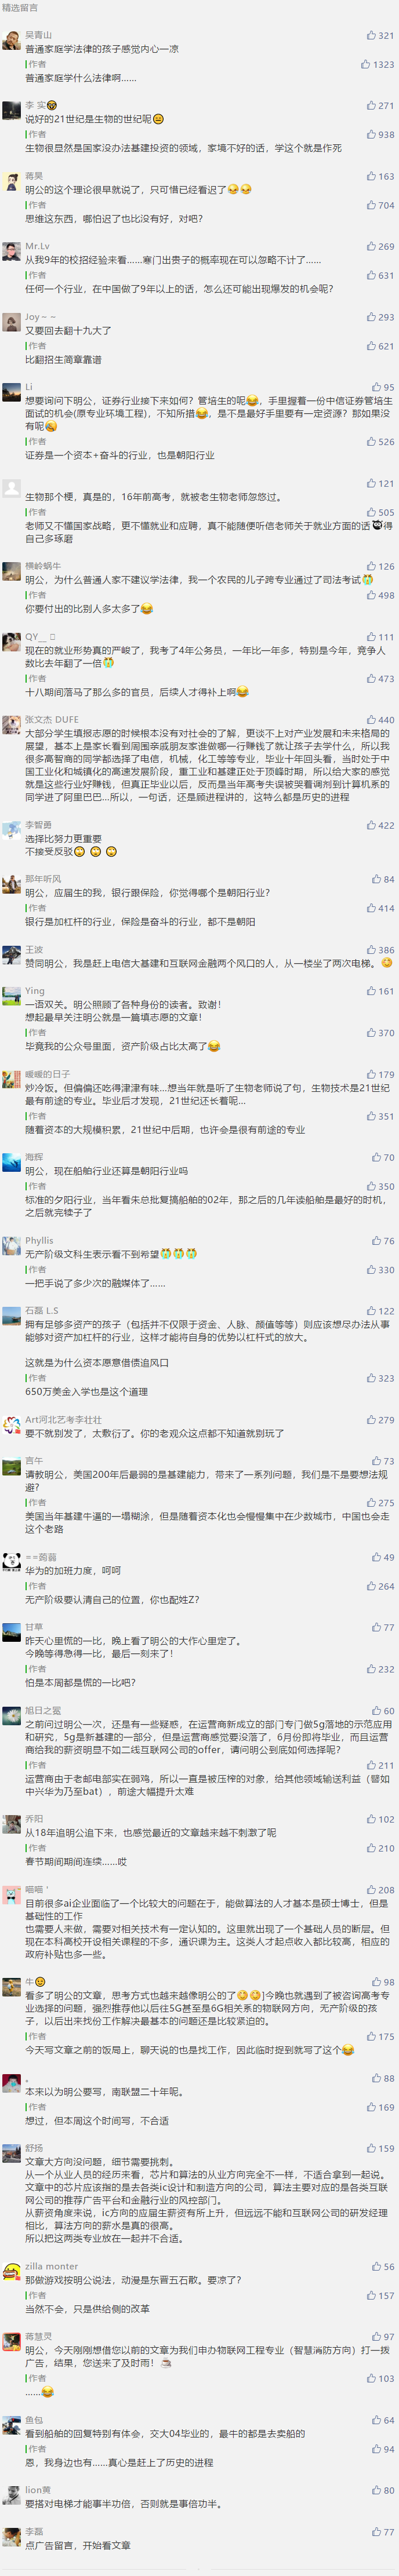 精选留言
吴青山
321
普通家庭学法律的孩子感觉内心一凉
作者
1323
普通家庭学什么法律啊……
李 实
271
说好的21世纪是生物的世纪呢
作者
938
生物很显然是国家没办法基建投资的领域，家境不好的话，学这个就是作死
蒋昊
163
明公的这个理论很早就说了，只可惜已经看迟了
作者
704
思维这东西，哪怕迟了也比没有好，对吧？
Mr.Lv
269
从我9年的校招经验来看……寒门出贵子的概率现在可以忽略不计了……
作者
631
任何一个行业，在中国做了9年以上的话，怎么还可能出现爆发的机会呢？
Joy
293
又要回去翻十九大了
作者
621
比翻招生简章靠谱
Li
95
想要询问下明公，证券行业接下来如何？管培生的呢，手里握着一份中信证券管培生
面试的机会(原专业环境工程)，不知所措，是不是最好手里要有一定资源？那如果没
有呢
作者
526
证券是一个资本+奋斗的行业，也是朝阳行业
121
生物那个梗，真是的，16年前高考，就被老生物老师忽悠过。
作者
505
老师又不懂国家战略，更不懂就业和应聘，真不能随便听信老师关于就业方面的话得
自己多琢磨
横岭蜗牛
126
明公，为什么普通人家不建议学法律，我一个农民的儿子跨专业通过了司法考试
作者
498
你要付出的比别人多太多了
QY__
111
现在的就业形势真的严峻了，我考了4年公务员，一年比一年多，特别是今年，竞争人
数比去年翻了一倍
作者
473
十八期间落马了那么多的官员，后续人才得补上啊
张文杰 DUFE
440
大部分学生填报志愿的时候根本没有对社会的了解，更谈不上对产业发展和未来格局的
展望，基本上是家长看到周围亲戚朋友家谁做哪一行赚钱了就让孩子去学什么，所以我
很多高智商的同学都选择了电信，机械，化工等等专业，毕业十年回头看，当时处于中
国工业化和城镇化的高速发展阶段，重工业和基建正处于顶峰时期，所以给大家的感觉
就是这些行业好赚钱，但真正毕业以后，反而是当年高考失误被哭着调剂到计算机系的
同学进了阿里巴巴…所以，一句话，还是顾进程讲的，这特么都是历史的进程
李智勇
422
选择比努力更重要
不接受反驳
那年听风
84
明公，应届生的我，银行跟保险，你觉得哪个是朝阳行业？
作者
414
银行是加杠杆的行业，保险是奋斗的行业，都不是朝阳
王波
386
赞同明公，我是赶上电信大基建和互联网金融两个风口的人，从一楼坐了两次电梯。
Ying
161
一语双关。明公照顾了各种身份的读者。致谢！
想起最早关注明公就是一篇填志愿的文章！
作者
370
毕竟我的公众号里面，资产阶级占比太高了
暖暖的日子
179
炒冷饭。但偏偏还吃得津津有味…想当年就是听了生物老师说了句，生物技术是21世纪
最有前途的专业。毕业后才发现，21世纪还长着呢…
作者
351
随着资本的大规模积累，21世纪中后期，也许会是很有前途的专业
海辉
70
明公，现在船舶行业还算是朝阳行业吗
作者
350
标准的夕阳行业，当年看朱总批复搞船舶的02年，那之后的几年读船舶是最好的时机，
之后就完犊子了
Phyllis
76
无产阶级文科生表示看不到希望
作者
330
一把手说了多少次的融媒体了……
石磊 L.S
122
拥有足够多资产的孩子（包括并不仅限于资金、人脉、颜值等等）则应该想尽办法从事
能够对资产加杠杆的行业，这样才能将自身的优势以杠杆式的放大。
这就是为什么资本愿意借债追风口
作者
323
650万美金入学也是这个道理
Art河北艺考李壮壮
279
要不就别发了，太敷衍了。你的老观众这点都不知道就别玩了
言午
73
请教明公，美国200年后最弱的是基建能力，带来了一系列问题，我们是不是要想法规
避？
作者
275
美国当年基建牛逼的一塌糊涂，但是随着资本化也会慢慢集中在少数城市，中国也会走
这个老路
==蒟蒻
49
华为的加班力度，呵呵
作者
264
无产阶级要认清自己的位置，你也配姓Z？
甘草
77
昨天心里慌的一比，晚上看了明公的大作心里定了。
今晚等得急得一比，最后一刻来了！
作者
232
怕是本周都是慌的一比吧？
旭日之冕
60
之前问过明公一次，还是有一些疑惑，在运营商新成立的部门专门做5g落地的示范应用
和研究，5g是新基建的一部分，但是运营商感觉要没落了，6月份即将毕业，而且运营
商给我的薪资明显不如二线互联网公司的offer，请问明公到底如何选择呢？
作者
211
运营商由于老邮电部实在弱鸡，所以一直是被压榨的对象，给其他领域输送利益（譬如
中兴华为乃至bat），前途大幅提升太难
乔阳
102
从18年追明公追下来，也感觉最近的文章越来越不刺激了呢
作者
210
春节期间期间连续……哎
喵喵 '
208
目前很多ai企业面临了一个比较大的问题在于，能做算法的人才基本是硕士博士，但是
基础性的工作
也需要人来做，需要对相关技术有一定认知的。这里就出现了一个基础人员的断层。但
现在本科高校开设相关课程的不多，通识课为主。这类人才起点收入都比较高，相应的
政府补贴也多一些。
牛
98
看多了明公的文章，思考方式也越来越像明公的了]今晚也就遇到了被咨询高考专
业选择的问题，强烈推荐他以后往5G甚至是6G相关系的物联网方向，无产阶级的孩
子，以后出来找份工作解决最基本的问题还是比较紧迫的。
作者
175
今天写文章之前的饭局上，聊天说的也是找工作，因此临时捉到就写了这个
。
88
本来以为明公要写，南联盟二十年呢。
作者
169
想过，但本周这个时间写，不合适
舒扬
159
文章大方向没问题，细节需要挑刺。
从一个从业人员的经历来看，芯片和算法的从业方向完全不一样，不适合拿到一起说。
文章中的芯片应该指的是去各类ic设计和制造方向的公司，算法主要对应的是各类互联
网公司的推荐广告平台和金融行业的风控部门。
从薪资角度来说，ic方向的应届生薪资有所上升，但远远不能和互联网公司的研发经理
相比，算法方向的薪水是真的很高。
所以把这两类专业放在一起并不合适。
zilla monter
56
那做游戏按明公说法，动漫是东晋五石散。要凉了？
作者
157
当然不会，只是供给侧的改革
蒋慧灵
97
明公，今天刚刚想借您以前的文章为我们申办物联网工程专业（智慧消防方向）打一拨
广告，结果，您送来了及时雨！
作者
103
……
鱼包
64
看到船舶的回复特别有体会，交大04毕业的，最牛的都是去卖船的
作者
94
恩，我身边也有……真心是赶上了历史的进程
lion黄
80
要搭对电梯才能事半功倍，否则就是事倍功半。
李磊
77
点广告留言，开始看文章